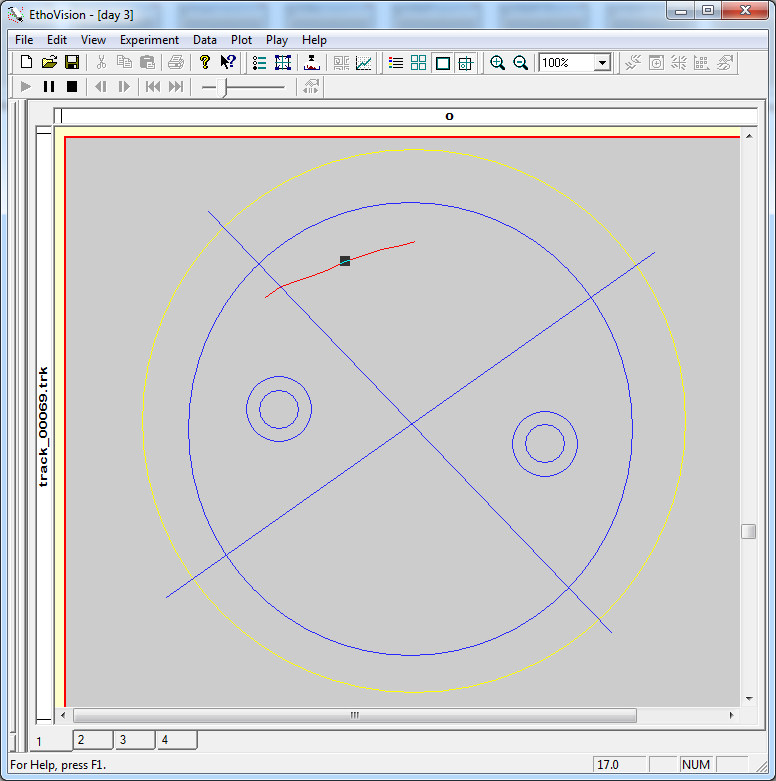 EthoVision - [day 3]
File Edit View Experiment Data Plot Play Help
100%
o
track_00069.trk
1 2 3 4
For Help, press F1. 17.0 NUM